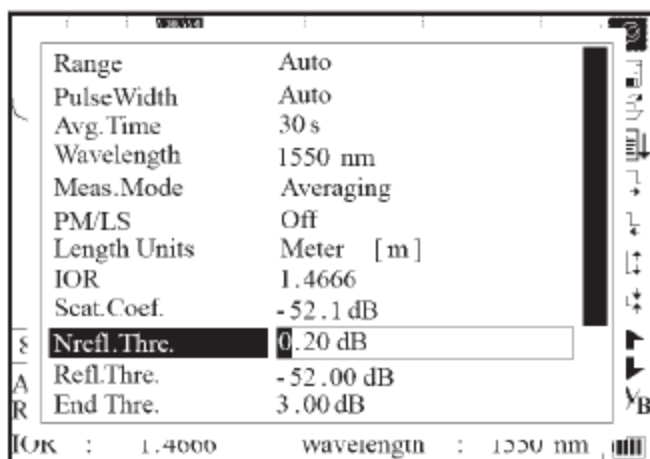 Range Auto
PulseWidth Auto
Avg.Time 30 s
Wavelength 1550 nm
Meas.Mode Averaging
PM/LS Off
Length Units Meter [m]
IOR 1.4666
Scat.Coef. -52.1 dB
Nrefl.Thre. 0.20 dB
Refl.Thre. -52.00 dB
End Thre. 3.00 dB
A
R
B
IOR : 1.4666 Wavelength : 1550 nm